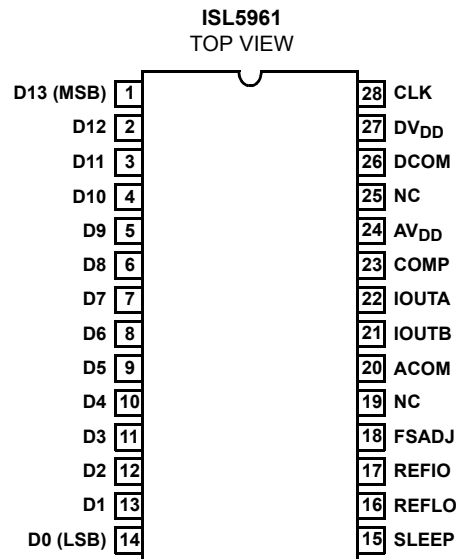 ISL5961
TOP VIEW
D13 (MSB) 1 28 CLK
D12 2 27 DVDD
D11 3 26 DCOM
D10 4 25 NC
D9 5 24 AVDD
D8 6 23 COMP
D7 7 22 IOUTA
D6 8 21 IOUTB
D5 9 20 ACOM
D4 10 19 NC
D3 11 18 FSADJ
D2 12 17 REFIO
D1 13 16 REFLO
D0 (LSB) 14 15 SLEEP